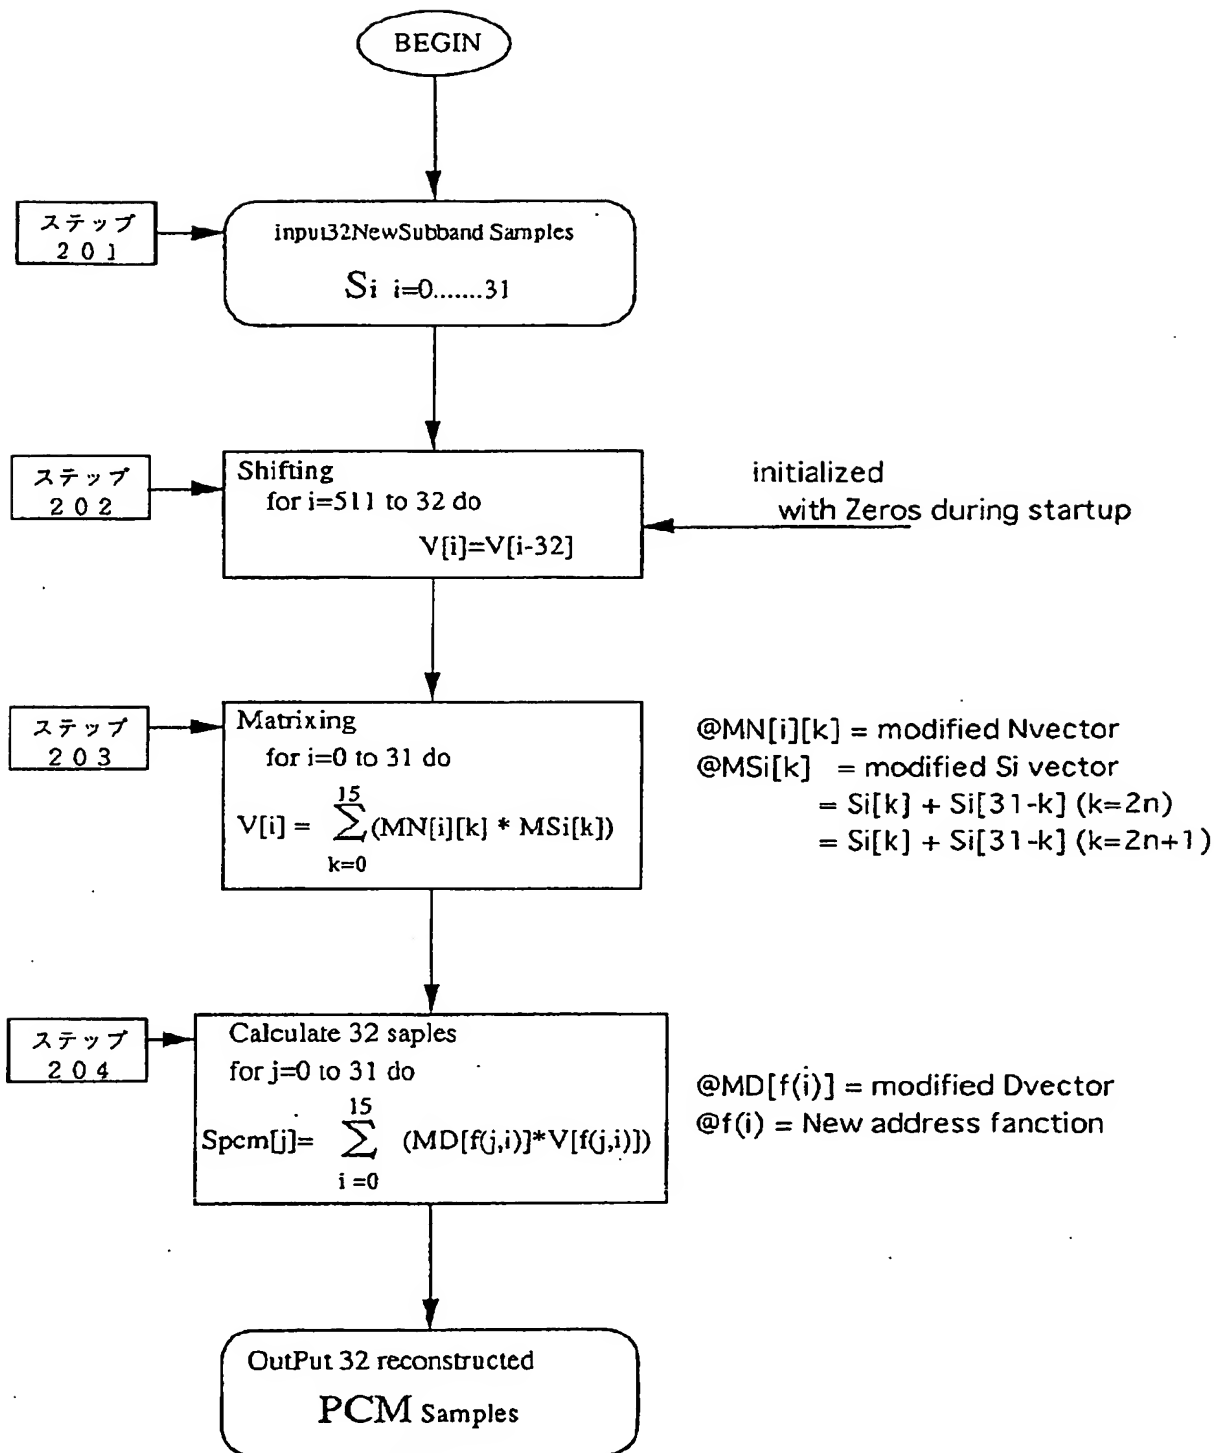 BEGIN
ステップ
201
input32NewSubband Samples
Si i=0.......31
ステップ
202
Shifting
for i=511 to 32 do
V[i]=V[i-32]
initialized
with Zeros during startup
ステップ
203
Matrixing
for i=0 to 31 do
15
V[i] = ∑(MN[i][k] * MSi[k])
k=0
@MN[i][k] = modified Nvector
@MSi[k] = modified Si vector
= Si[k] + Si[31-k] (k=2n)
= Si[k] + Si[31-k] (k=2n+1)
ステップ
204
Calculate 32 saples
for j=0 to 31 do
15
Spcm[j]= ∑ (MD[f(j,i)]*V[f(j,i)])
i =0
@MD[f(i)] = modified Dvector
@f(i) = New address fanction
OutPut 32 reconstructed
PCM Samples